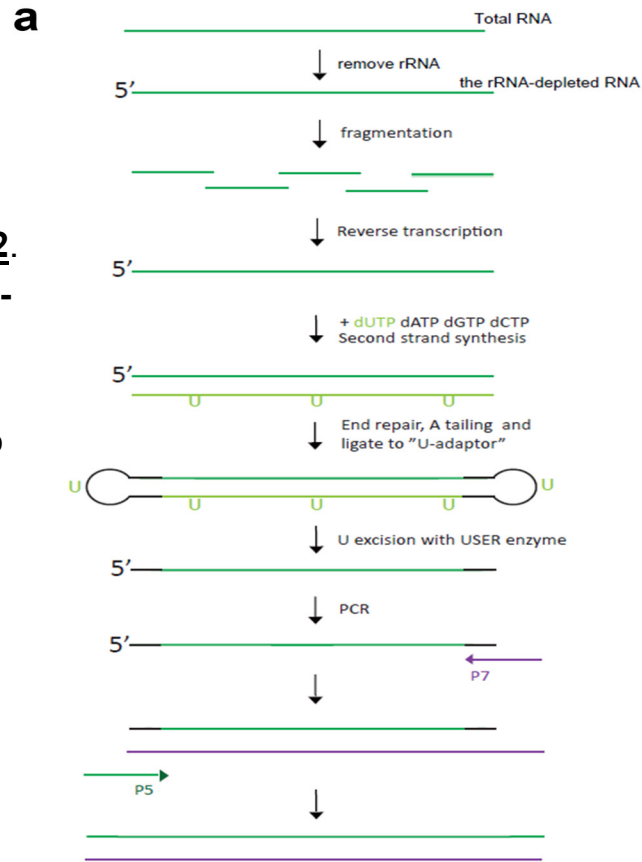 a
Total RNA
remove rRNA
5’
the rRNA-depleted RNA
fragmentation
2.
-
Reverse transcription
5’
+ dUTP dATP dGTP dCTP
Second strand synthesis
5’
U U U
End repair, A tailing and
ligate to ”U-adaptor”
U U
U U U
U excision with USER enzyme
5’
PCR
5’
P7
P5